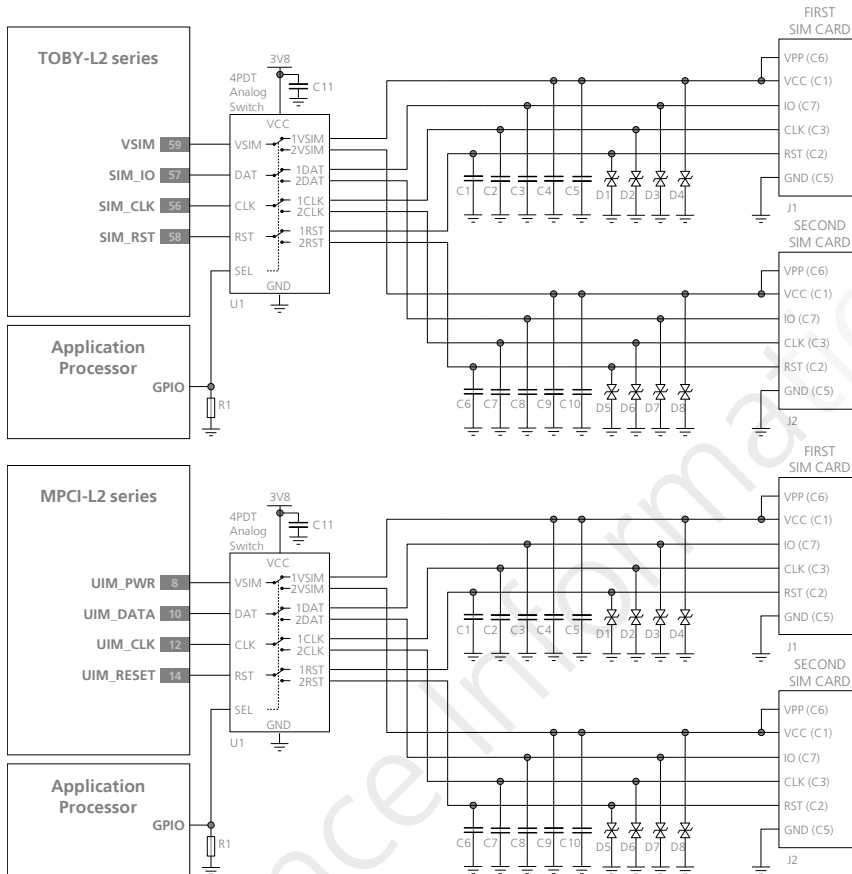 TOBY-L2 series
VSIM 59
SIM_IO 57
SIM_CLK 56
SIM_RST 58
Application
Processor
GPIO
R1
3V8
C11
4PDT
Analog
Switch
VCC
VSIM 1VSIM
2VSIM
DAT 1DAT
2DAT
CLK 1CLK
2CLK
RST 1RST
2RST
SEL
GND
U1
C1 C2 C3 C4 C5 D1 D2 D3 D4
FIRST
SIM CARD
VPP (C6)
VCC (C1)
IO (C7)
CLK (C3)
RST (C2)
GND (C5)
J1
C6 C7 C8 C9 C10 D5 D6 D7 D8
SECOND
SIM CARD
VPP (C6)
VCC (C1)
IO (C7)
CLK (C3)
RST (C2)
GND (C5)
J2
MPCI-L2 series
UIM_PWR 8
UIM_DATA 10
UIM_CLK 12
UIM_RESET 14
Application
Processor
GPIO
R1
3V8
C11
4PDT
Analog
Switch
VCC
VSIM 1VSIM
2VSIM
DAT 1DAT
2DAT
CLK 1CLK
2CLK
RST 1RST
2RST
SEL
GND
U1
C1 C2 C3 C4 C5 D1 D2 D3 D4
FIRST
SIM CARD
VPP (C6)
VCC (C1)
IO (C7)
CLK (C3)
RST (C2)
GND (C5)
J1
C6 C7 C8 C9 C10 D5 D6 D7 D8
SECOND
SIM CARD
VPP (C6)
VCC (C1)
IO (C7)
CLK (C3)
RST (C2)
GND (C5)
J2